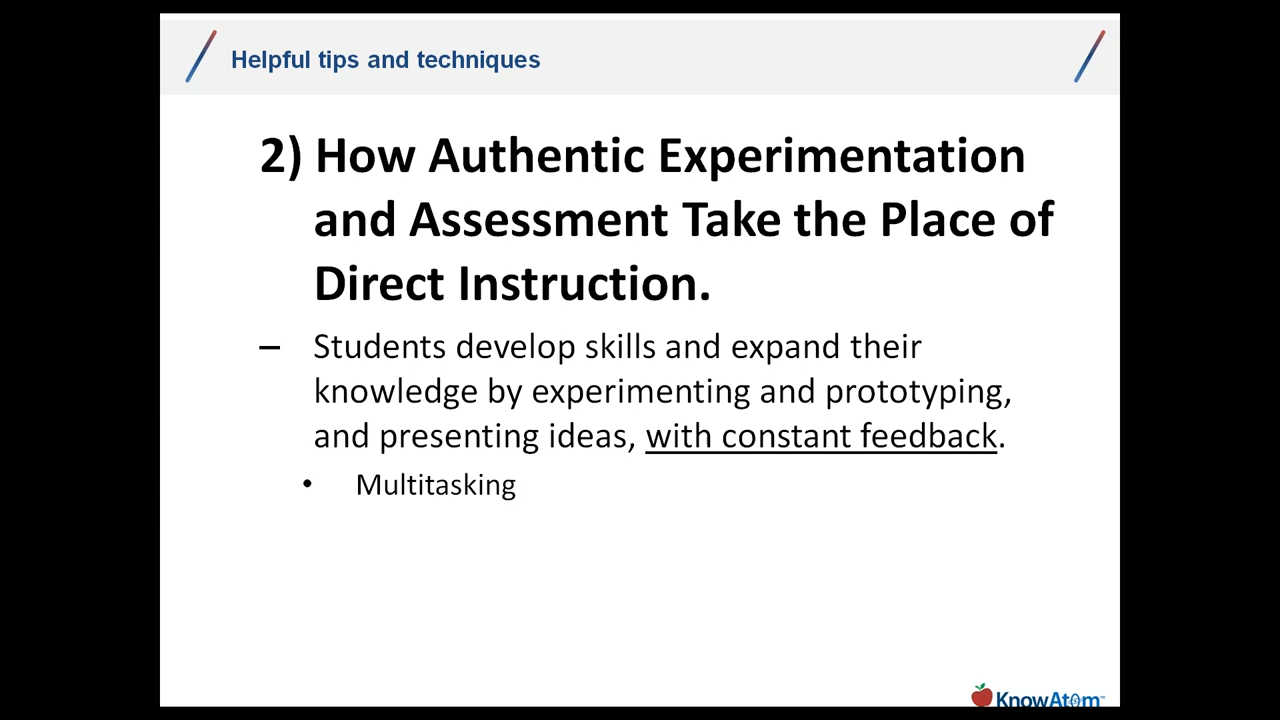 Helpful tips and techniques
2) How Authentic Experimentation
and Assessment Take the Place of
Direct Instruction.
– Students develop skills and expand their
knowledge by experimenting and prototyping,
and presenting ideas, with constant feedback.
• Multitasking
KnowAtom™